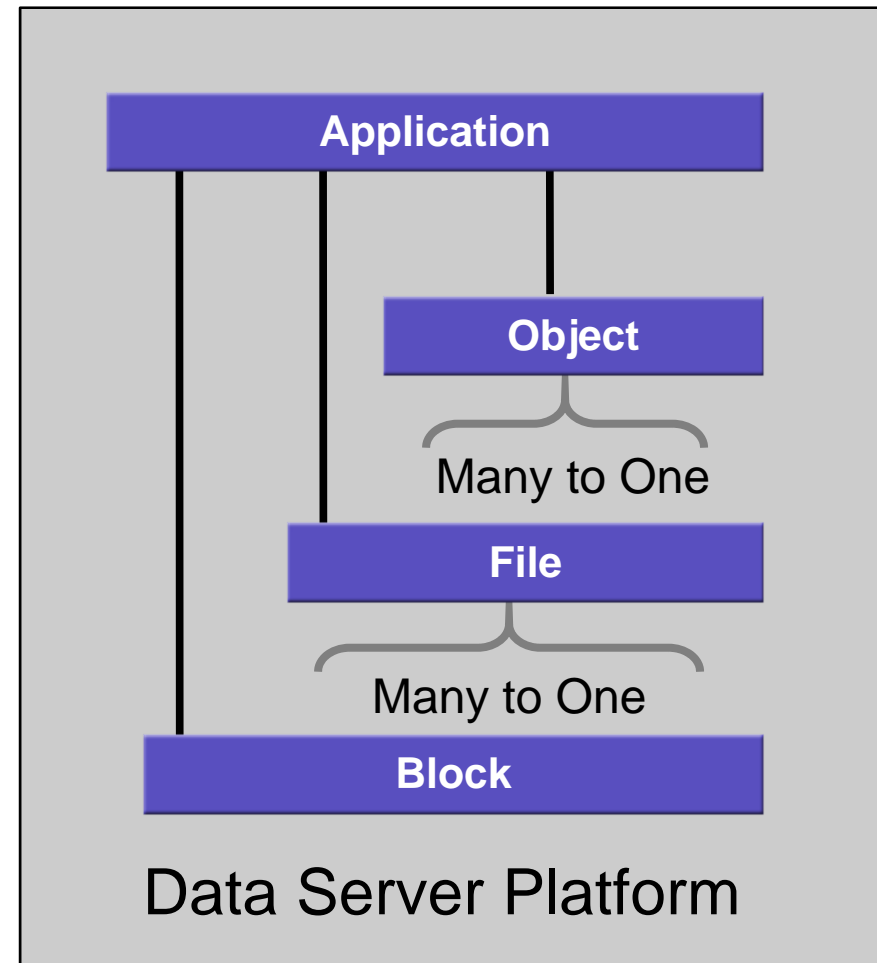 Application
Object
Many to One
File
Many to One
Block
Data Server Platform